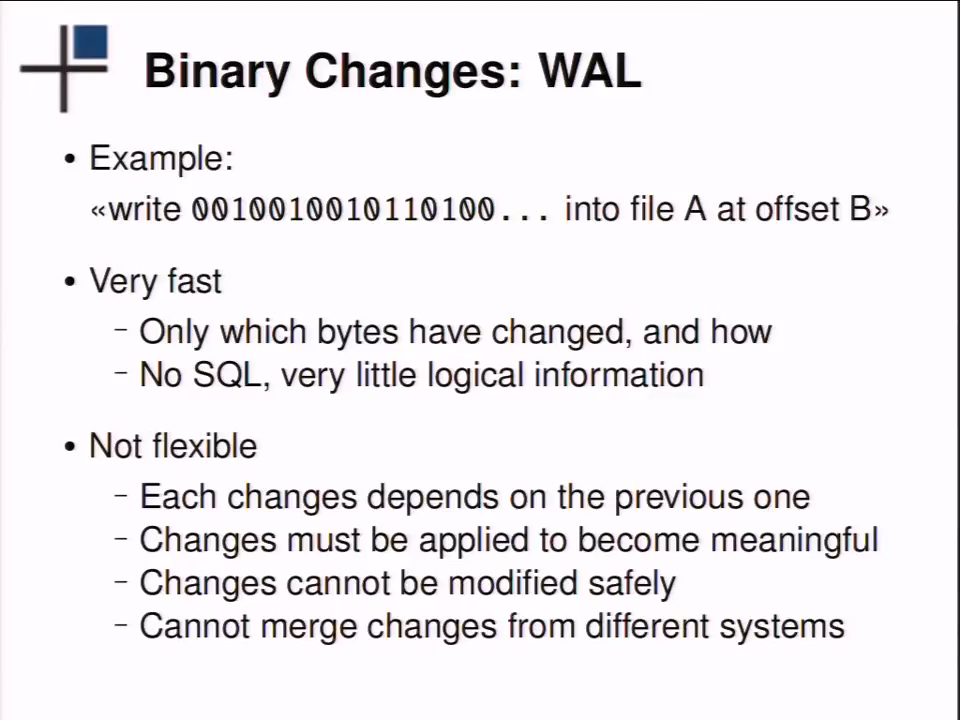 Binary Changes: WAL
• Example:
«write 0010010010110100... into file A at offset B»
• Very fast
– Only which bytes have changed, and how
– No SQL, very little logical information
• Not flexible
– Each changes depends on the previous one
– Changes must be applied to become meaningful
– Changes cannot be modified safely
– Cannot merge changes from different systems